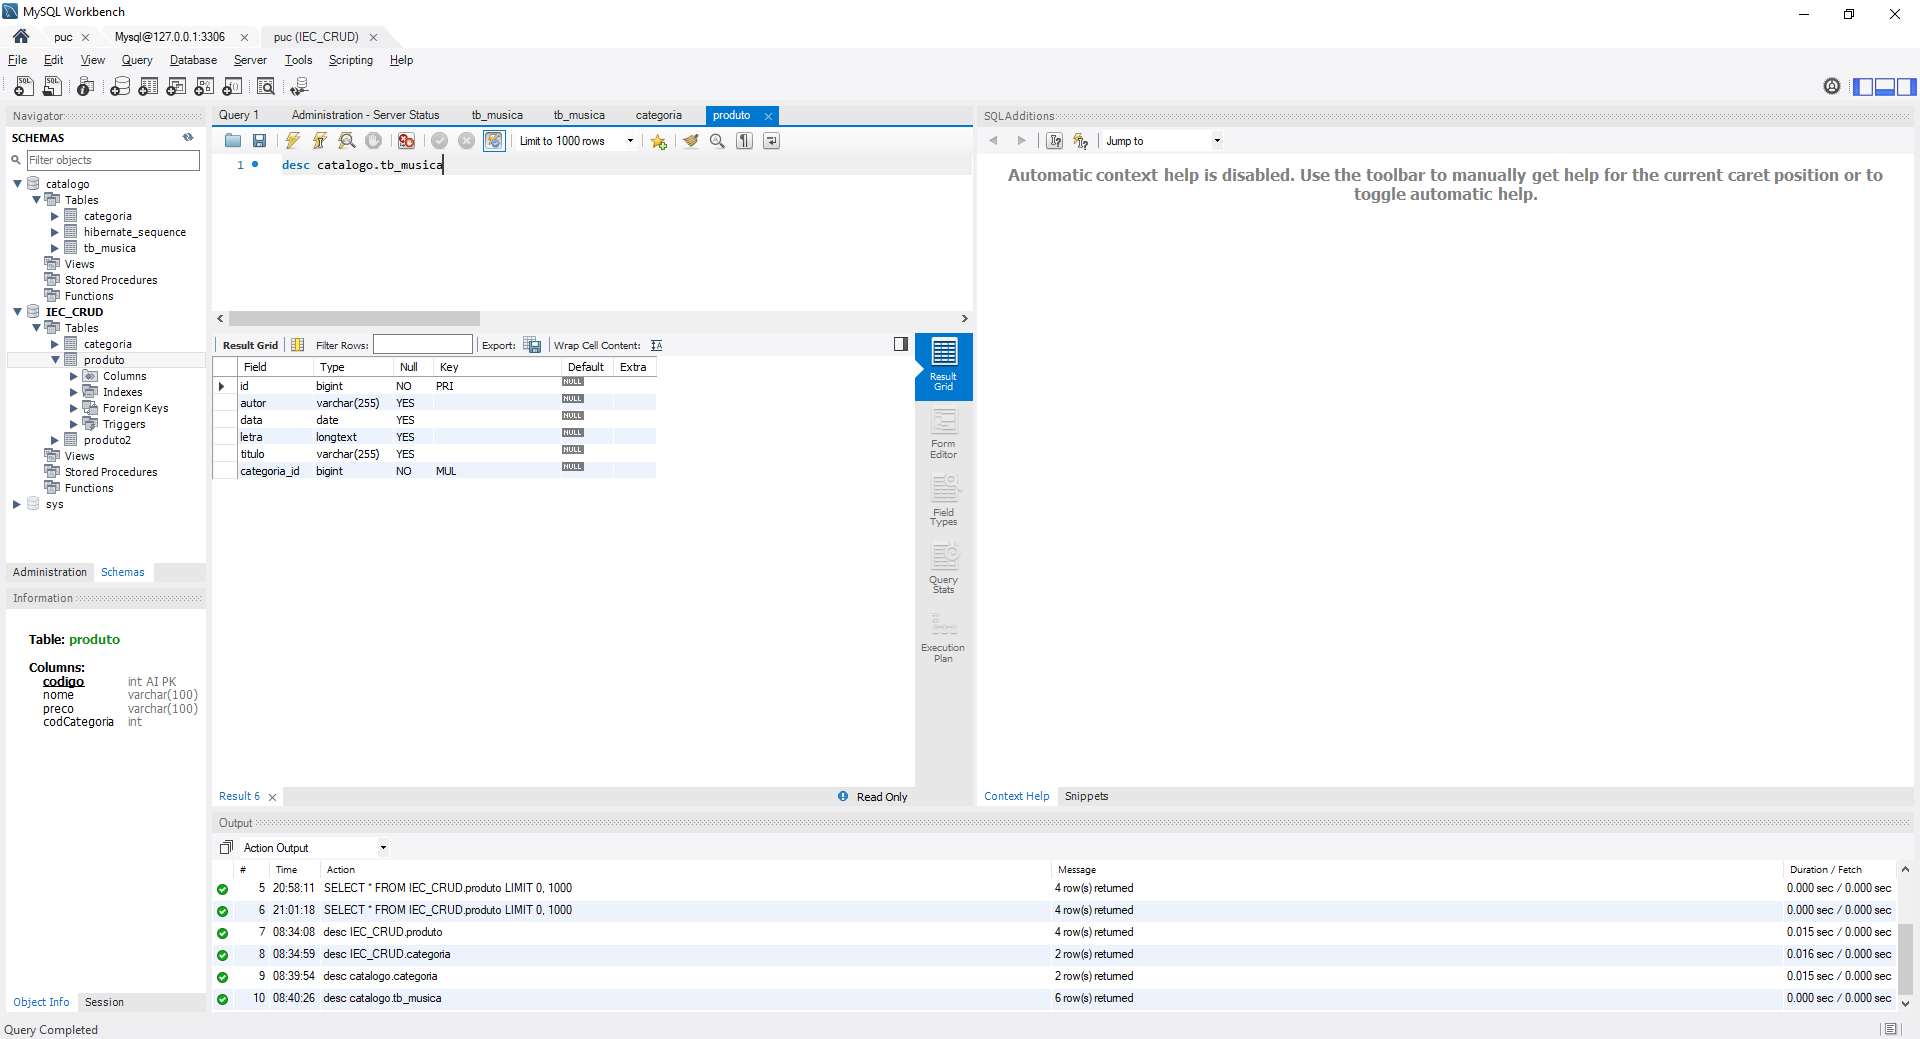 MySQL Workbench
puc
Mysql@127.0.0.1:3306
puc (IEC_CRUD)
File Edit View Query Database Server Tools Scripting Help
Navigator
SCHEMAS
Filter objects
catalogo
Tables
categoria
hibernate_sequence
tb_musica
Views
Stored Procedures
Functions
IEC_CRUD
Tables
categoria
produto
Columns
Indexes
Foreign Keys
Triggers
produto2
Views
Stored Procedures
Functions
sys
Administration Schemas
Information
Table: produto
Columns:
codigo int AI PK
nome varchar(100)
preco varchar(100)
codCategoria int
Object Info Session
Query 1 Administration - Server Status tb_musica tb_musica categoria produto
Limit to 1000 rows
1 desc catalogo.tb_musica
Result Grid Filter Rows: Export: Wrap Cell Content:
Field Type Null Key Default Extra
id bigint NO PRI NULL
autor varchar(255) YES NULL
data date YES NULL
letra longtext YES NULL
titulo varchar(255) YES NULL
categoria_id bigint NO MUL NULL
Result Grid
Form Editor
Field Types
Query Stats
Execution Plan
Result 6
Read Only
SQLAdditions
Jump to
Automatic context help is disabled. Use the toolbar to manually get help for the current caret position or to
toggle automatic help.
Context Help Snippets
Output
Action Output
# Time Action Message Duration / Fetch
5 20:58:11 SELECT * FROM IEC_CRUD.produto LIMIT 0, 1000 4 row(s) returned 0.000 sec / 0.000 sec
6 21:01:18 SELECT * FROM IEC_CRUD.produto LIMIT 0, 1000 4 row(s) returned 0.000 sec / 0.000 sec
7 08:34:08 desc IEC_CRUD.produto 4 row(s) returned 0.015 sec / 0.000 sec
8 08:34:59 desc IEC_CRUD.categoria 2 row(s) returned 0.016 sec / 0.000 sec
9 08:39:54 desc catalogo.categoria 2 row(s) returned 0.015 sec / 0.000 sec
10 08:40:26 desc catalogo.tb_musica 6 row(s) returned 0.000 sec / 0.000 sec
Query Completed